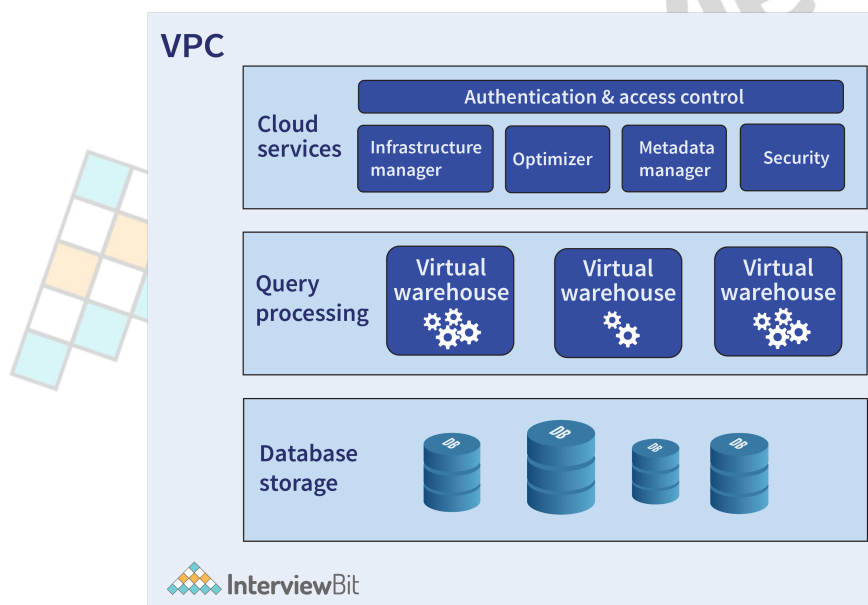 VPC
Cloud
services
Authentication & access control
Infrastructure
manager
Optimizer
Metadata
manager
Security
Query
processing
Virtual
warehouse
Virtual
warehouse
Virtual
warehouse
Database
storage
DB
DB
DB
DB
InterviewBit